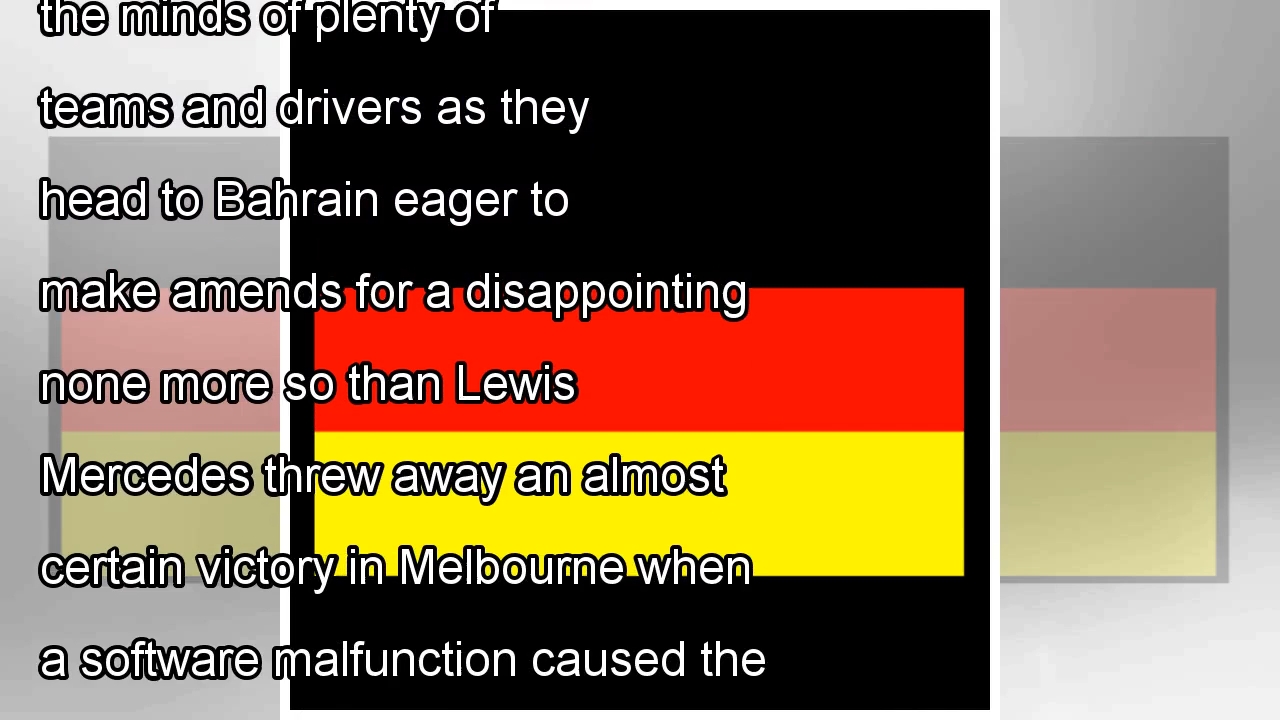 the minds of plenty of
teams and drivers as they
head to Bahrain eager to
make amends for a disappointing
none more so than Lewis
Mercedes threw away an almost
certain victory in Melbourne when
a software malfunction caused the